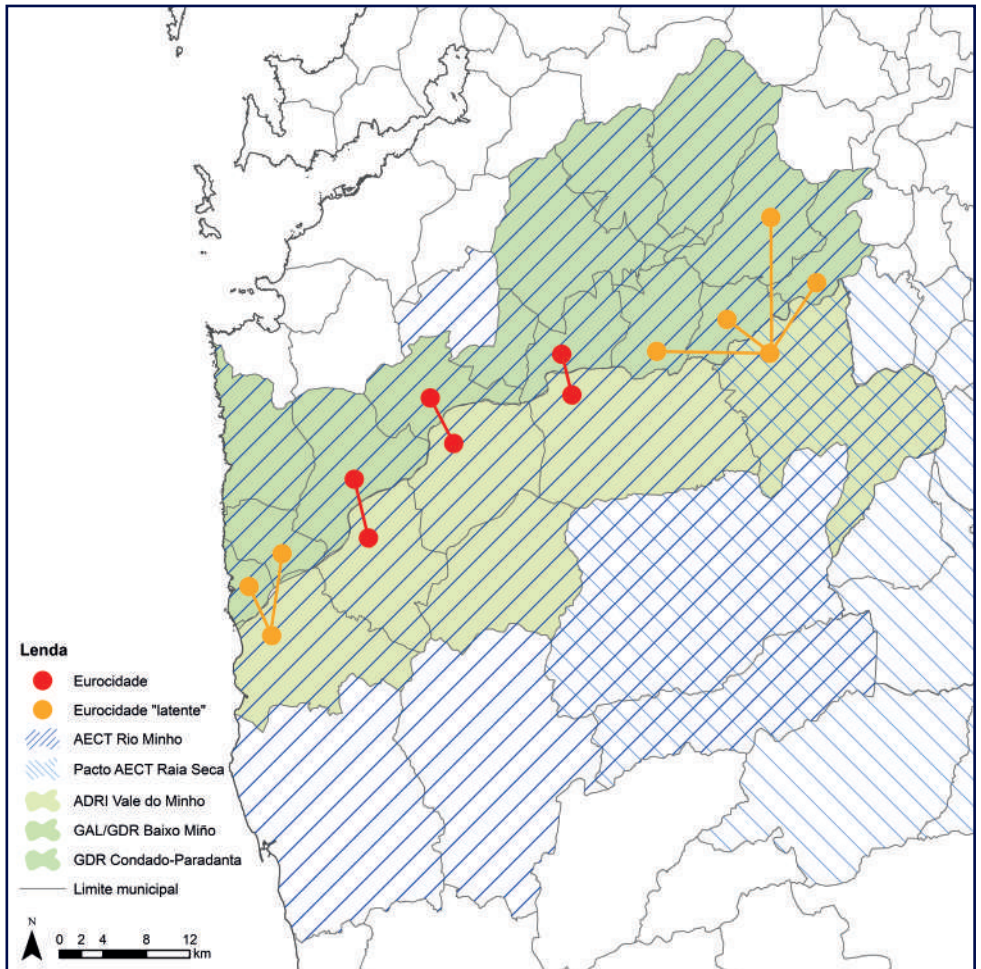 Lenda
Eurocidade
Eurocidade "latente"
AECT Rio Minho
Pacto AECT Raia Seca
ADRI Vale do Minho
GAL/GDR Baixo Miño
GDR Condado-Paradanta
Limite municipal
N
0 2 4 8 12
km